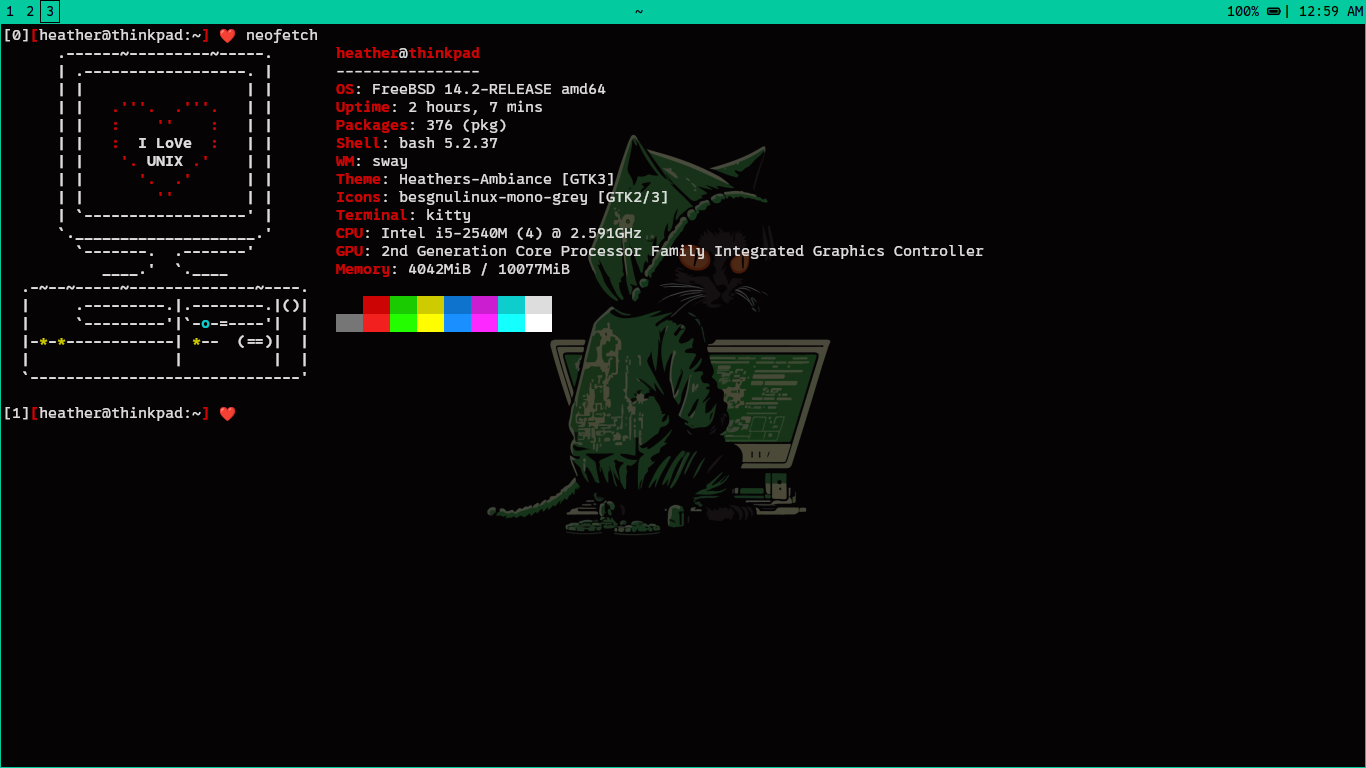 1 2 3 ~ 100% | 12:59 AM
[0][heather@thinkpad:~] ❤️ neofetch
heather@thinkpad
----------------
OS: FreeBSD 14.2-RELEASE amd64
Uptime: 2 hours, 7 mins
Packages: 376 (pkg)
Shell: bash 5.2.37
I LoVe
UNIX
WM: sway
Theme: Heathers-Ambiance [GTK3]
Icons: besgnulinux-mono-grey [GTK2/3]
Terminal: kitty
CPU: Intel i5-2540M (4) @ 2.591GHz
GPU: 2nd Generation Core Processor Family Integrated Graphics Controller
Memory: 4042MiB / 10077MiB
[1][heather@thinkpad:~] ❤️